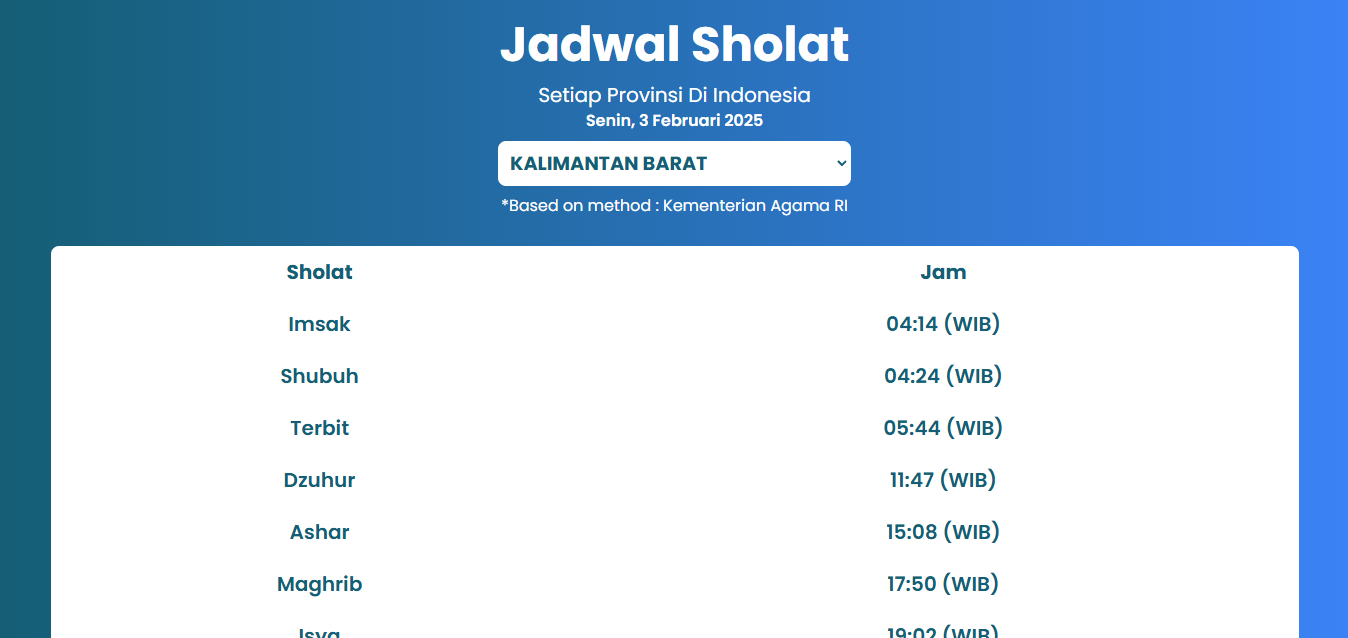 Jadwal Sholat
Setiap Provinsi Di Indonesia
Senin, 3 Februari 2025
KALIMANTAN BARAT
*Based on method : Kementerian Agama RI
Sholat Jam
Imsak 04:14 (WIB)
Shubuh 04:24 (WIB)
Terbit 05:44 (WIB)
Dzuhur 11:47 (WIB)
Ashar 15:08 (WIB)
Maghrib 17:50 (WIB)
Isya 19:02 (WIB)